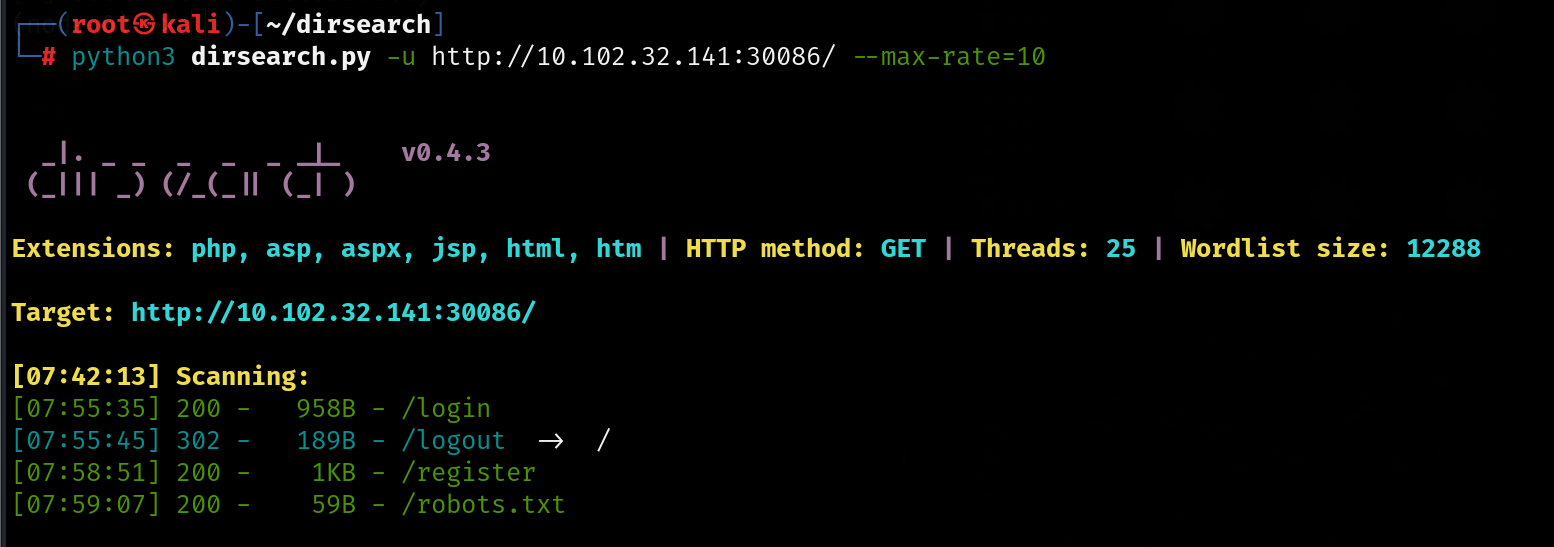 (root㉿kali)-[~/dirsearch]
# python3 dirsearch.py -u http://10.102.32.141:30086/ --max-rate=10
_|. _ _  _  _  _ _|_    v0.4.3
(_||| _) (/_(_|| (_| )
Extensions: php, asp, aspx, jsp, html, htm | HTTP method: GET | Threads: 25 | Wordlist size: 12288
Target: http://10.102.32.141:30086/
[07:42:13] Scanning:
[07:55:35] 200 -   958B - /login
[07:55:45] 302 -   189B - /logout  ->  /
[07:58:51] 200 -    1KB - /register
[07:59:07] 200 -    59B - /robots.txt